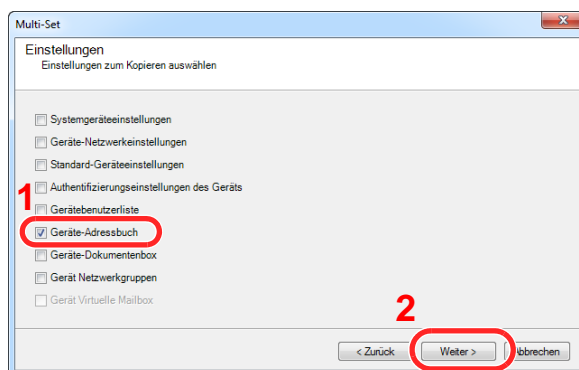 Multi-Set
Einstellungen
Einstellungen zum Kopieren auswählen
Systemgeräteeinstellungen
Geräte-Netzwerkeinstellungen
Standard-Geräteeinstellungen
Authentifizierungseinstellungen des Geräts
1
Gerätebenutzerliste
Geräte-Adressbuch
Geräte-Dokumentenbox
Gerät Netzwerkgruppen
Gerät Virtuelle Mailbox
2
< Zurück Weiter > Abbrechen